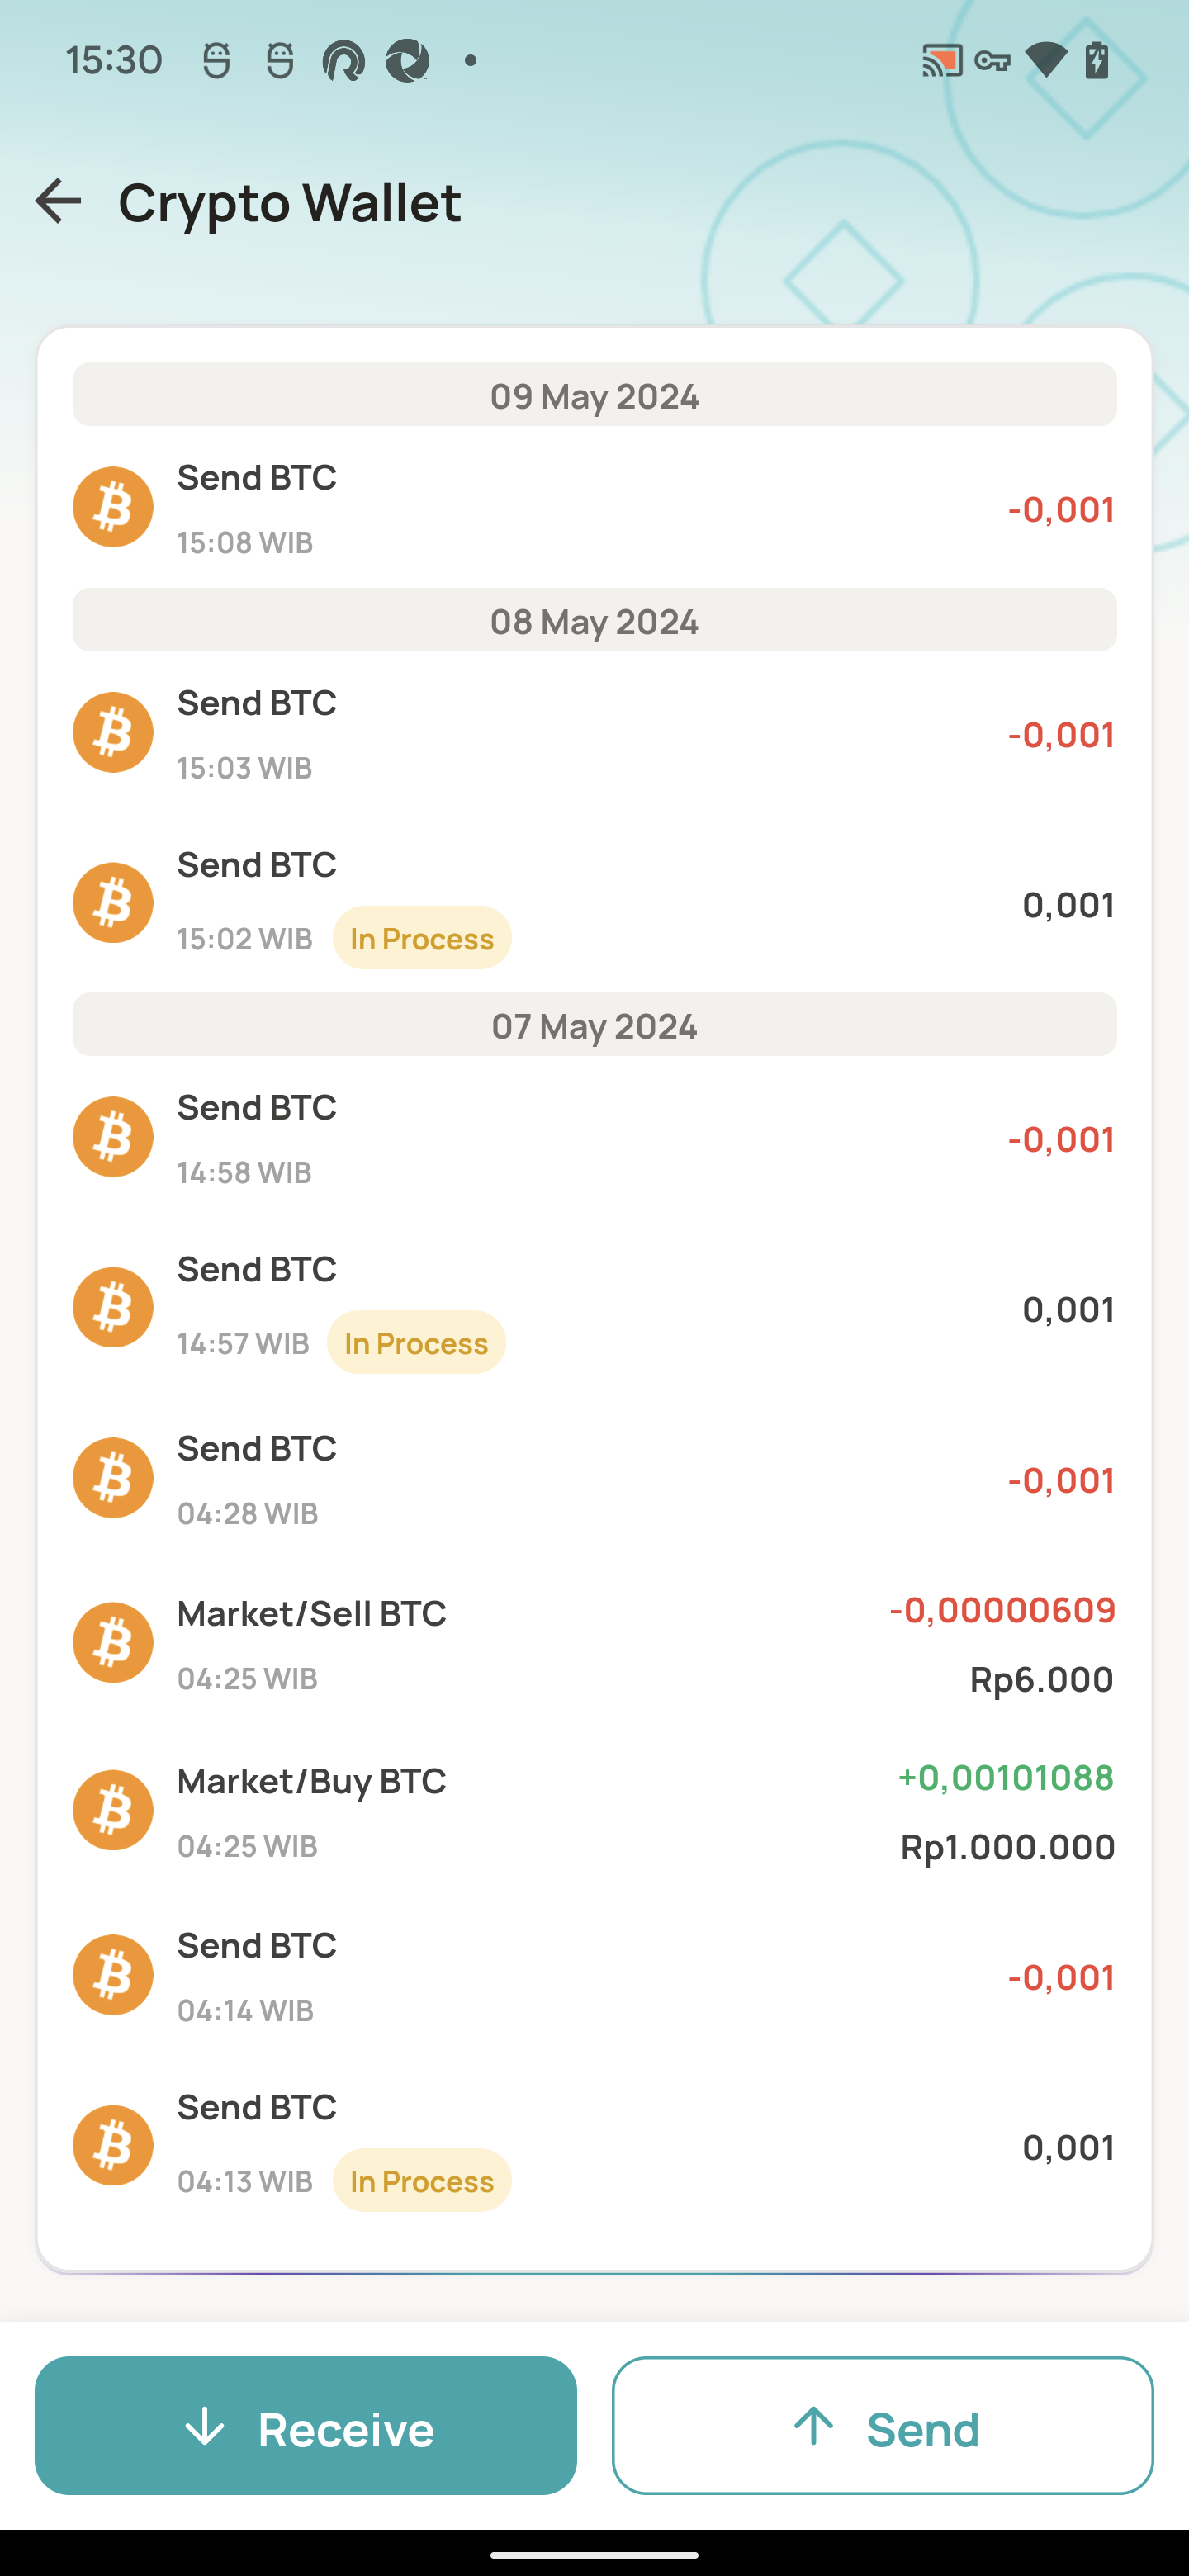 15:30
Crypto Wallet
09 May 2024
Send BTC
-0,001
15:08 WIB
08 May 2024
Send BTC
-0,001
15:03 WIB
Send BTC
0,001
15:02 WIB In Process
07 May 2024
Send BTC
-0,001
14:58 WIB
Send BTC
0,001
14:57 WIB In Process
Send BTC
-0,001
04:28 WIB
Market/Sell BTC
-0,00000609
04:25 WIB
Rp6.000
Market/Buy BTC
+0,00101088
04:25 WIB
Rp1.000.000
Send BTC
-0,001
04:14 WIB
Send BTC
0,001
04:13 WIB In Process
Receive
Send